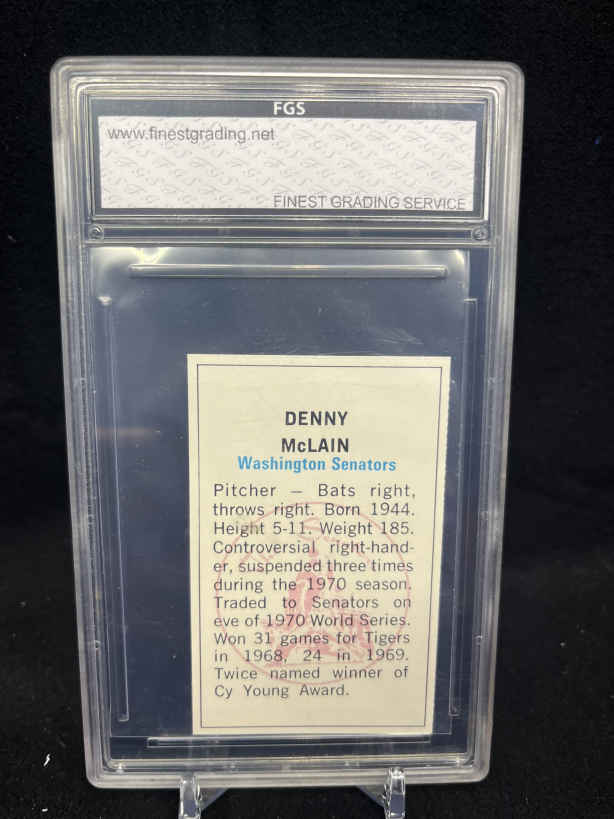 FGS
www.finestgrading.net
FINEST GRADING SERVICE
DENNY
McLAIN
Washington Senators
Pitcher — Bats right,
throws right. Born 1944.
Height 5-11. Weight 185.
Controversial right-hand-
er, suspended three times
during the 1970 season.
Traded to Senators on
eve of 1970 World Series.
Won 31 games for Tigers
in 1968, 24 in 1969.
Twice named winner of
Cy Young Award.